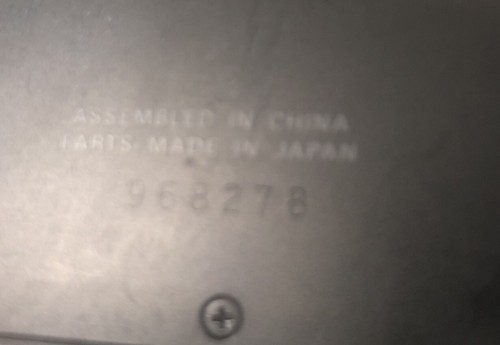 ASSEMBLED IN CHINA
PARTS MADE IN JAPAN
968278